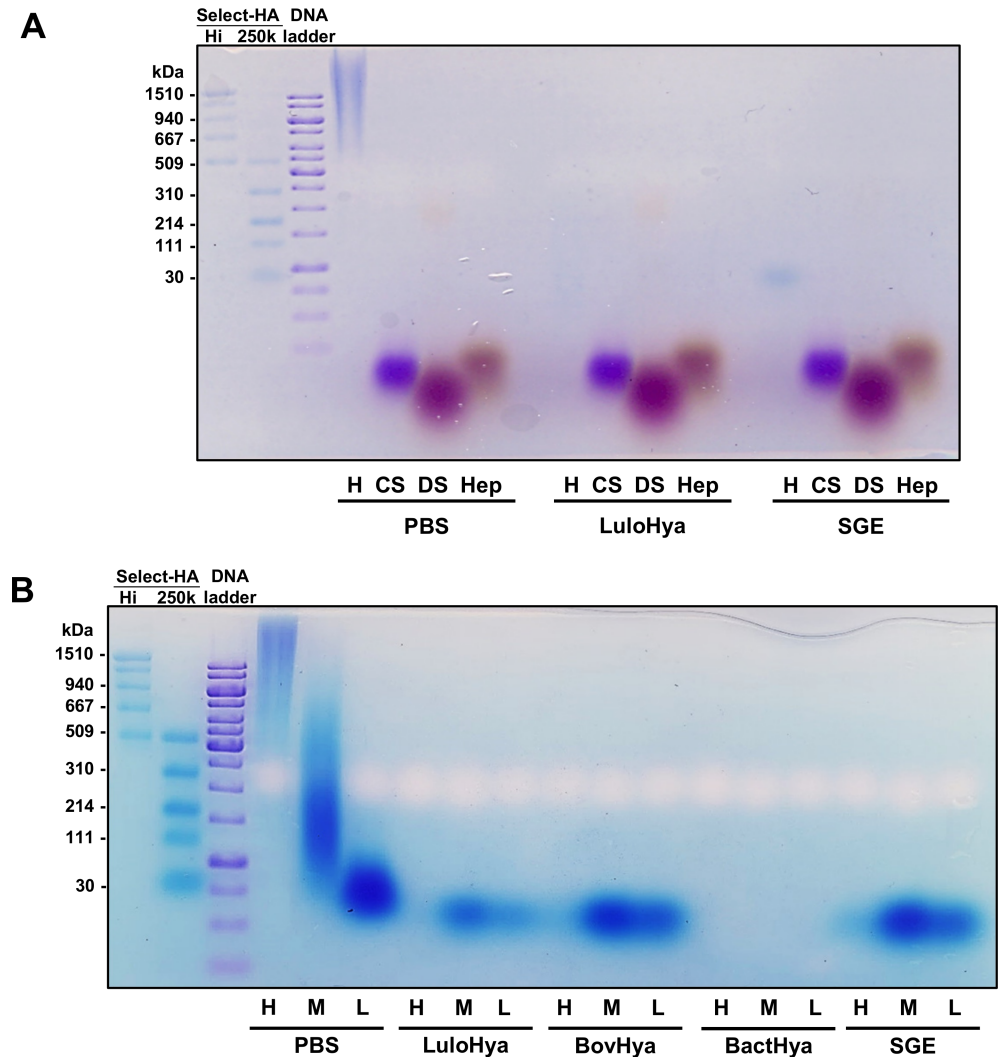 A
Select-HA DNA
Hi 250k ladder
kDa
1510 -
940 -
667 -
509 -
310 -
214 -
111 -
30 -
H CS DS Hep H CS DS Hep H CS DS Hep
PBS LuloHya SGE
B
Select-HA DNA
Hi 250k ladder
kDa
1510 -
940 -
667 -
509 -
310 -
214 -
111 -
30 -
H M L H M L H M L H M L H M L
PBS LuloHya BovHya BactHya SGE